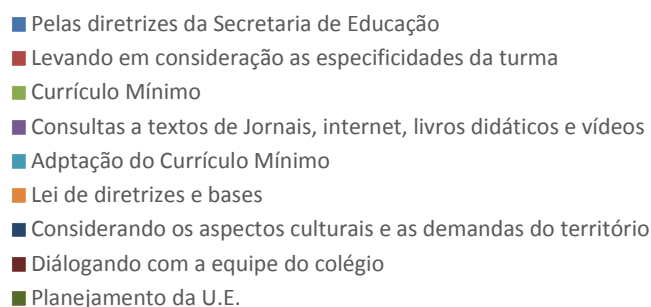 Pelas diretrizes da Secretaria de Educação
Levando em consideração as especificidades da turma
Currículo Mínimo
Consultas a textos de Jornais, internet, livros didáticos e vídeos
Adptação do Currículo Mínimo
Lei de diretrizes e bases
Considerando os aspectos culturais e as demandas do território
Diálogando com a equipe do colégio
Planejamento da U.E.